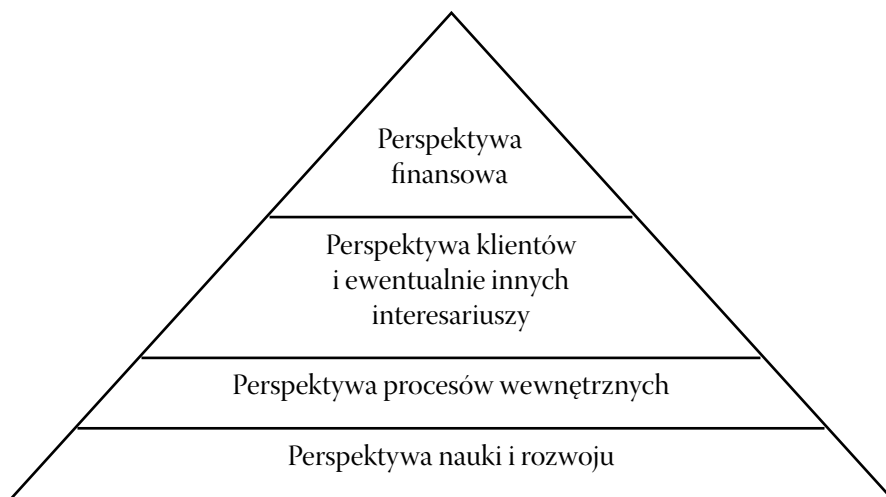 Perspektywa
finansowa
Perspektywa klientów
i ewentualnie innych
interesariuszy
Perspektywa procesów wewnętrznych
Perspektywa nauki i rozwoju